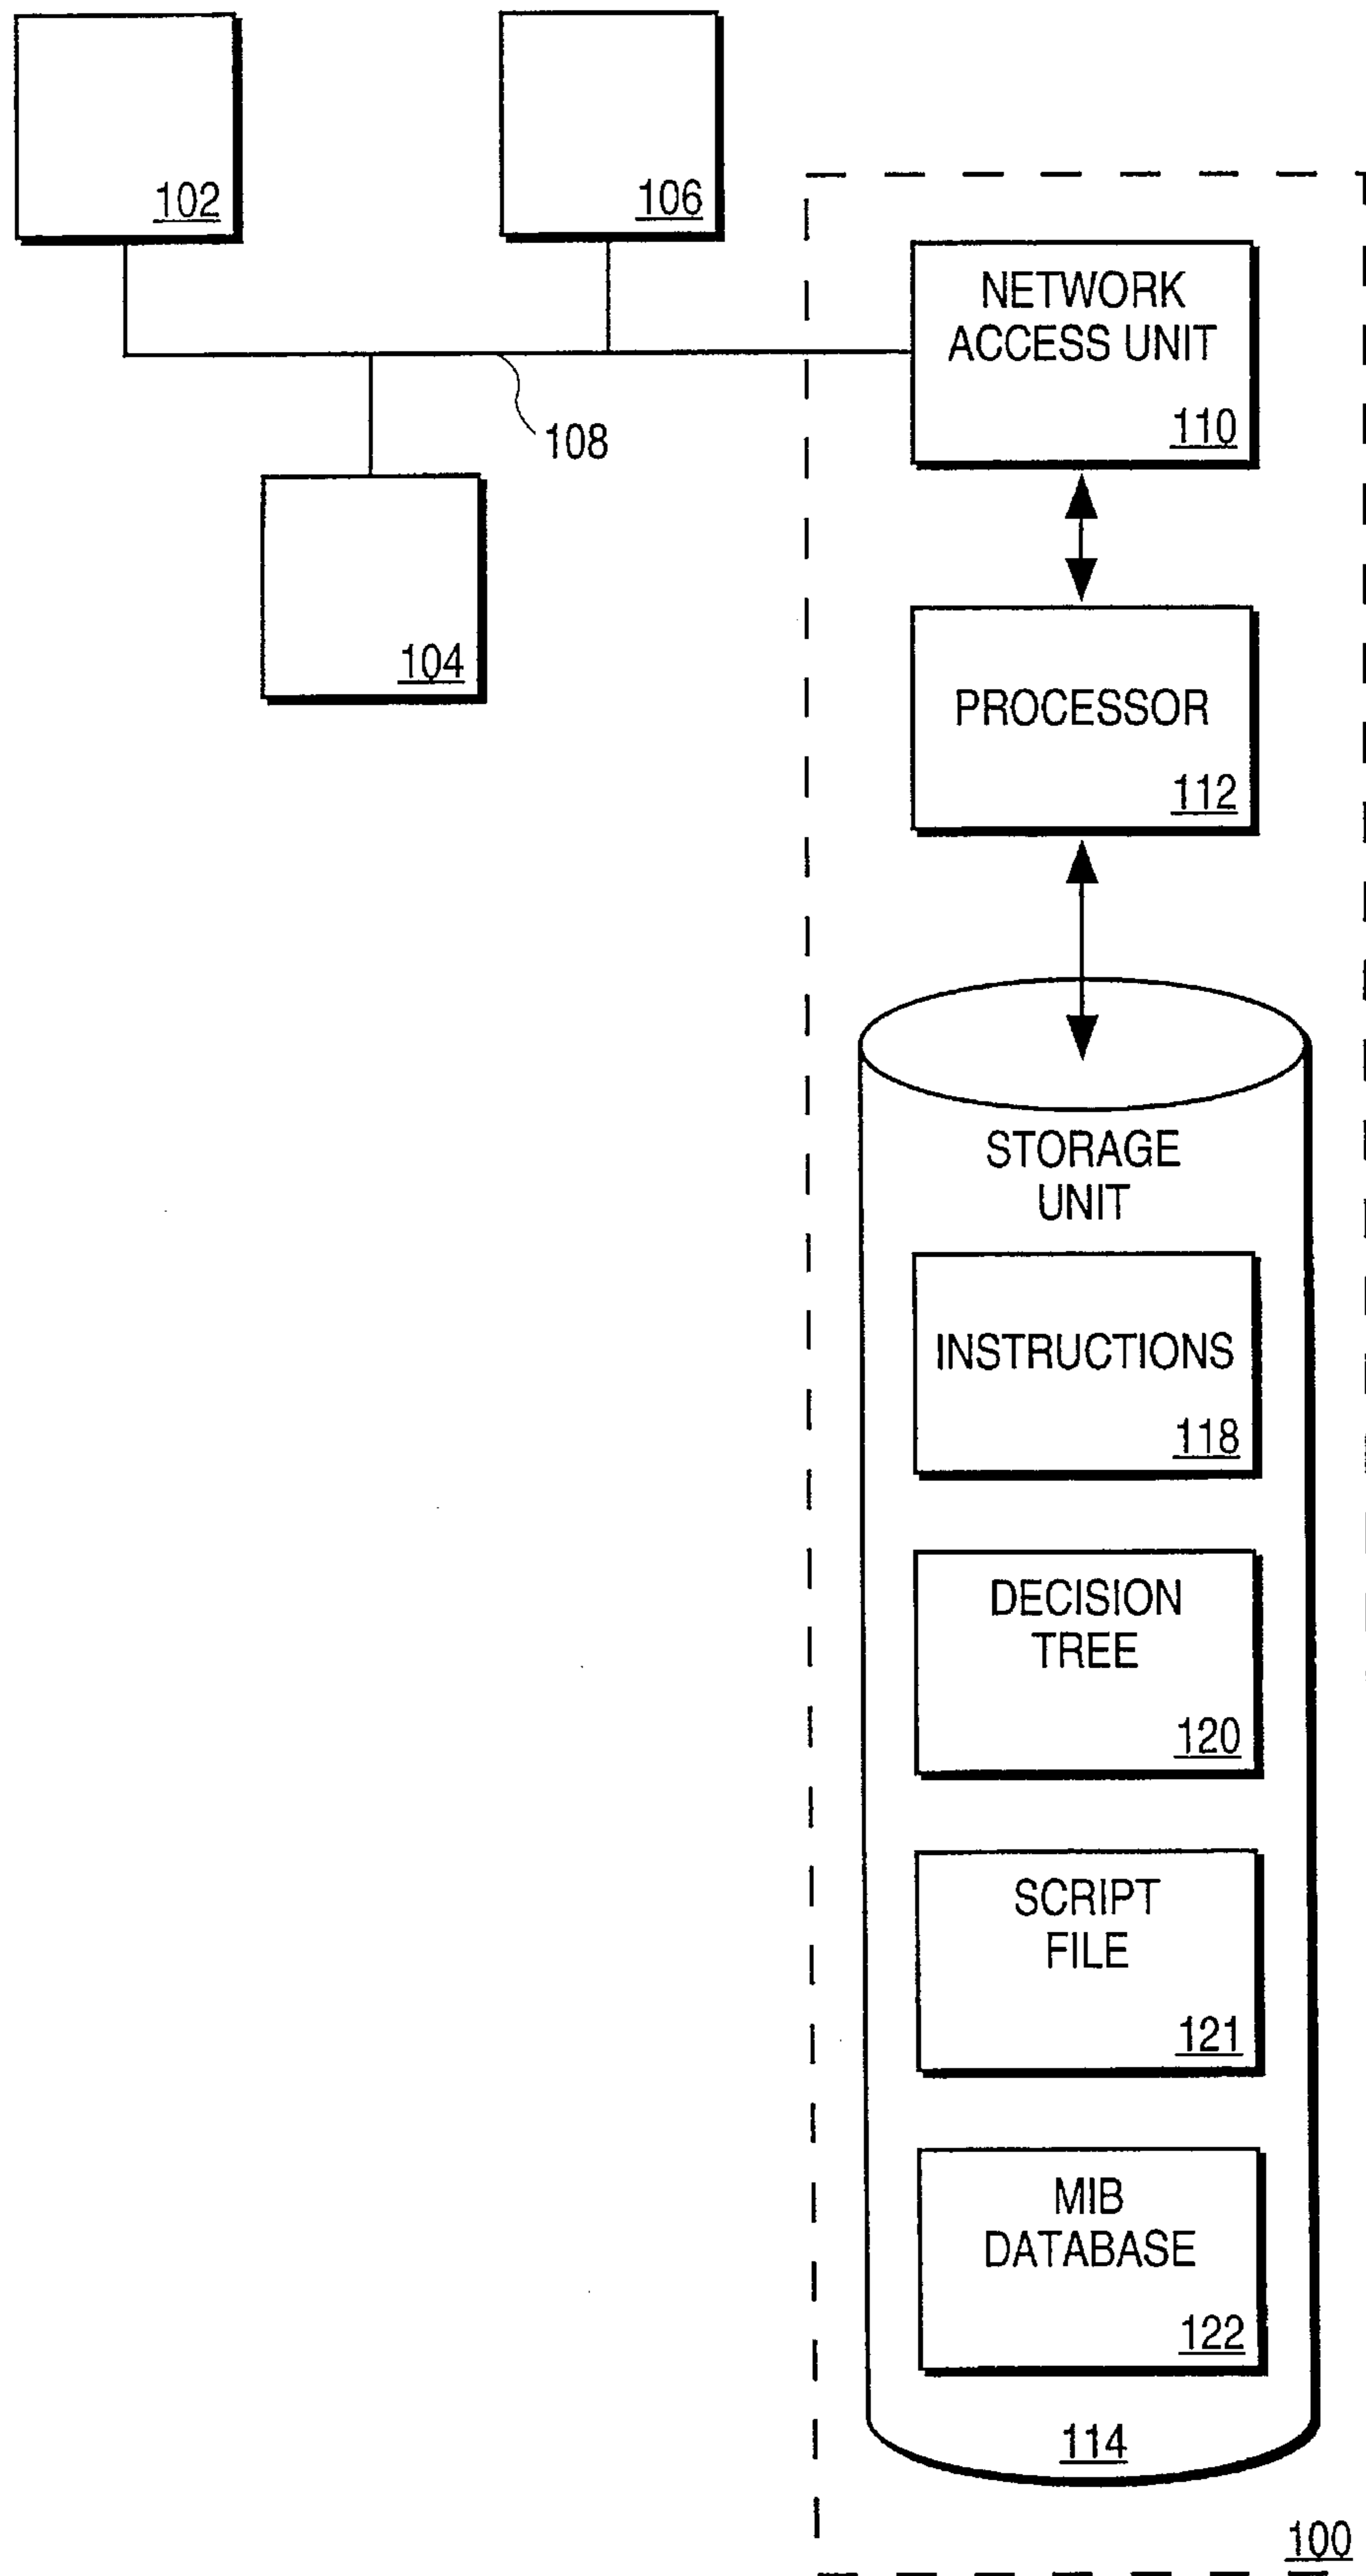 102
106
NETWORK
ACCESS UNIT
110
108
104
PROCESSOR
112
STORAGE
UNIT
INSTRUCTIONS
118
DECISION
TREE
120
SCRIPT
FILE
121
MIB
DATABASE
122
114
100